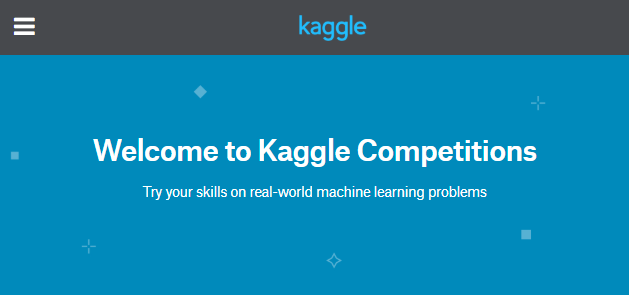 kaggle
Welcome to Kaggle Competitions
Try your skills on real-world machine learning problems